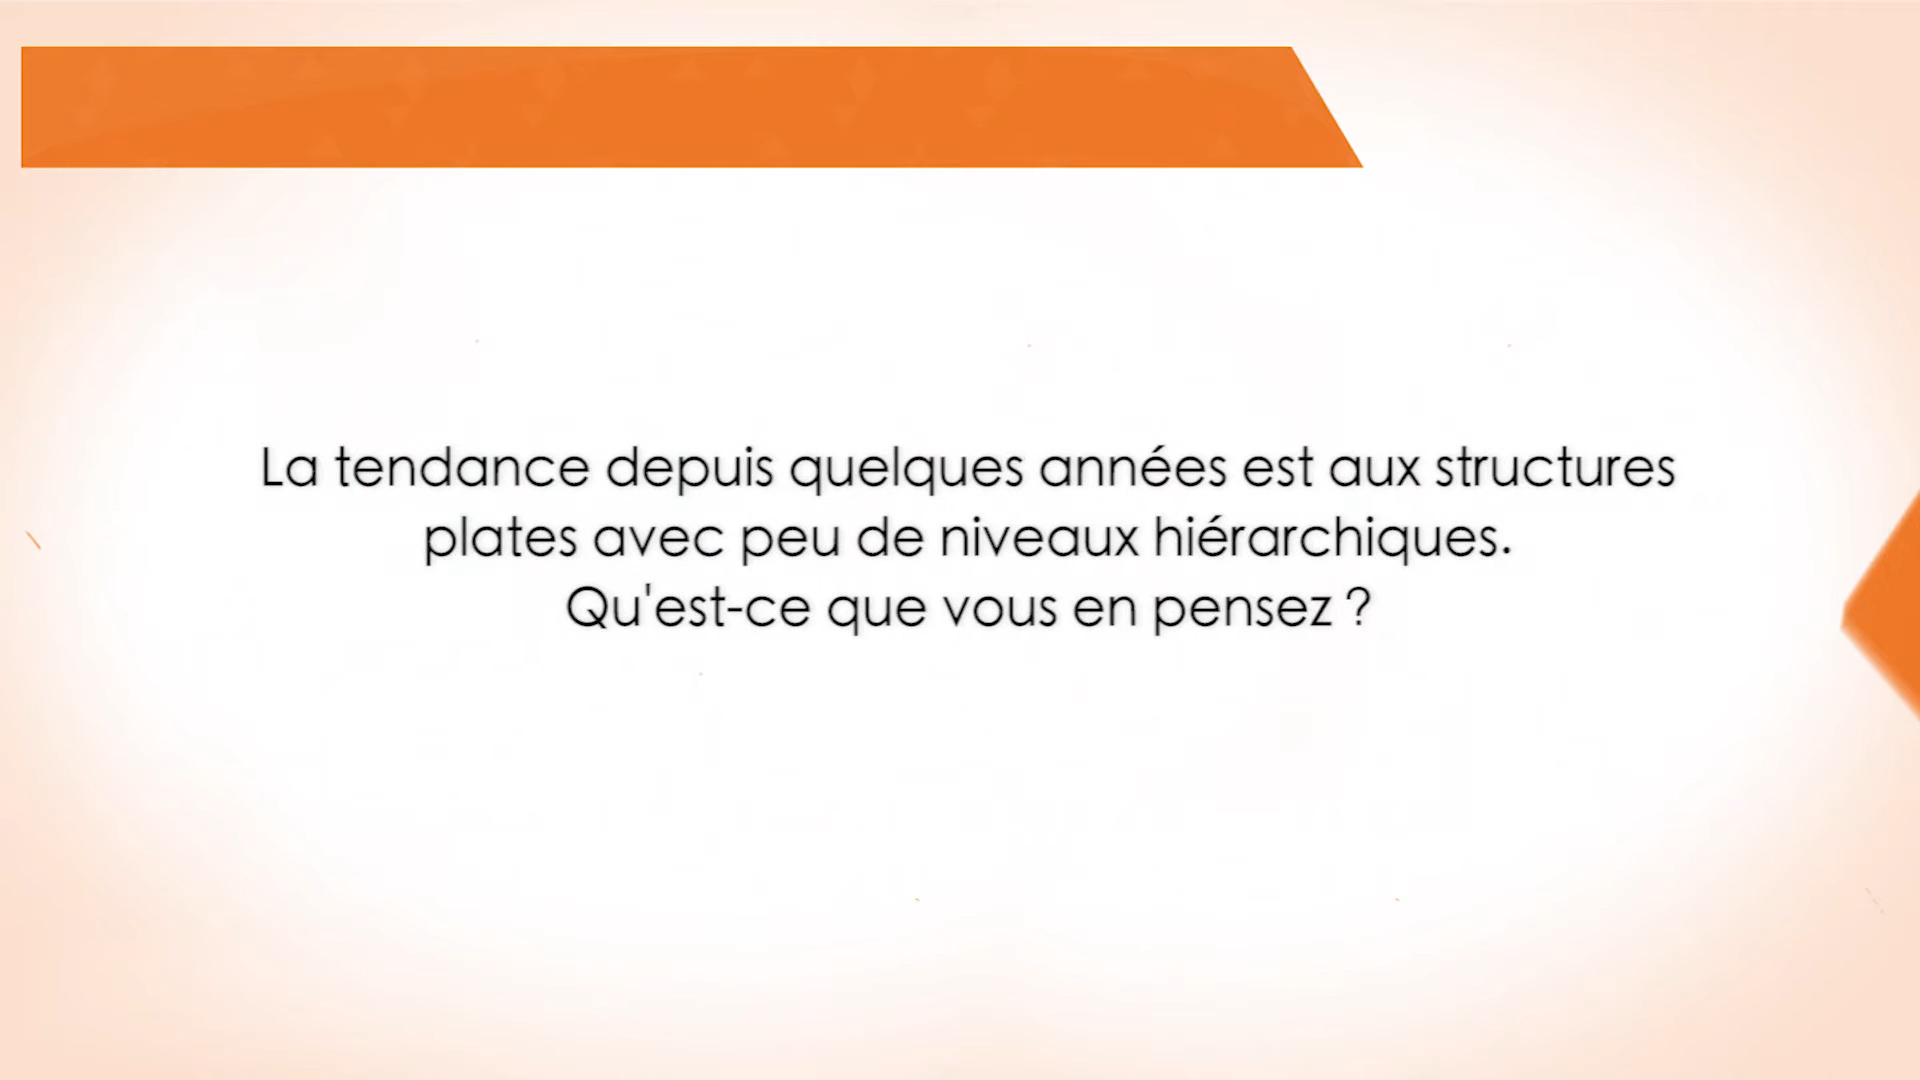 La tendance depuis quelques années est aux structures
plates avec peu de niveaux hiérarchiques.
Qu'est-ce que vous en pensez ?